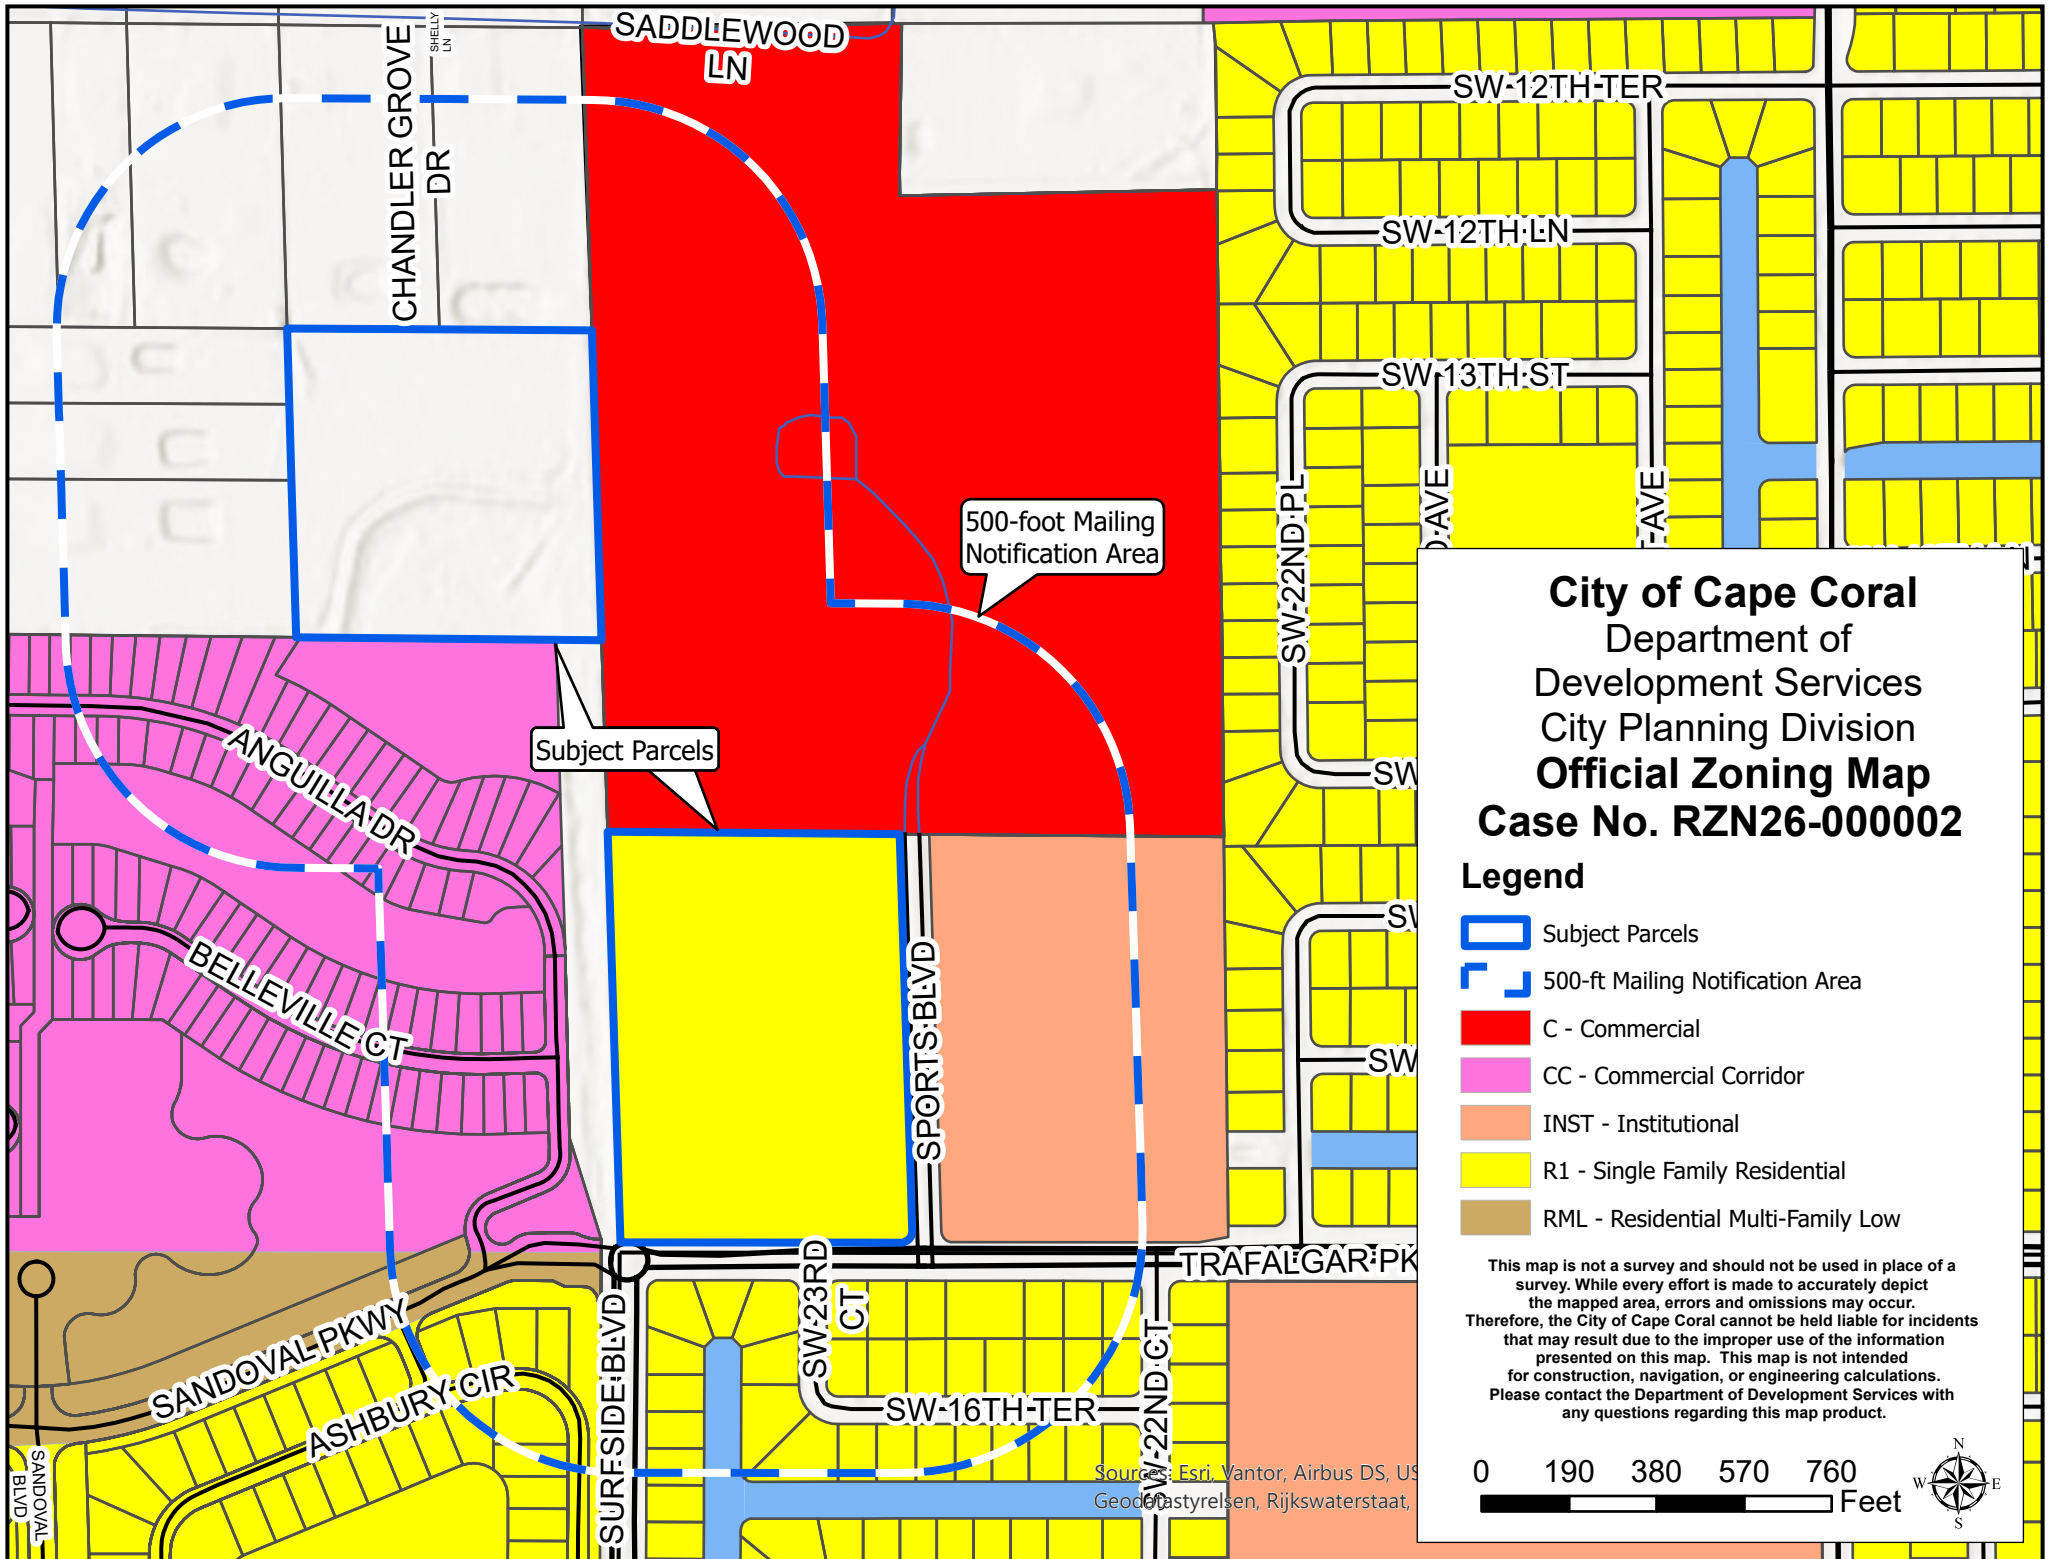 SADDLEWOOD
LN
SHELLY
LN
CHANDLER GROVE
DR
SW 12TH TER
SW 12TH LN
SW 13TH ST
500-foot Mailing
Notification Area
SW 22ND PL
AVE
AVE
Subject Parcels
ANGUILLA DR
BELLEVILLE CT
SPORTS BLVD
SW
SW
TRAFALGAR PK
SW 23RD
CT
SANDOVAL PKWY
ASHBURY CIR
SURFSIDE BLVD
SW 16TH TER
SW 22ND CT
SANDOVAL
BLVD
Sources: Esri, Vantor, Airbus DS, US
Geodatastyrelsen, Rijkswaterstaat,
City of Cape Coral
Department of
Development Services
City Planning Division
Official Zoning Map
Case No. RZN26-000002
Legend
Subject Parcels
500-ft Mailing Notification Area
C - Commercial
CC - Commercial Corridor
INST - Institutional
R1 - Single Family Residential
RML - Residential Multi-Family Low
This map is not a survey and should not be used in place of a
survey. While every effort is made to accurately depict
the mapped area, errors and omissions may occur.
Therefore, the City of Cape Coral cannot be held liable for incidents
that may result due to the improper use of the information
presented on this map. This map is not intended
for construction, navigation, or engineering calculations.
Please contact the Department of Development Services with
any questions regarding this map product.
0 190 380 570 760
Feet
N
W E
S